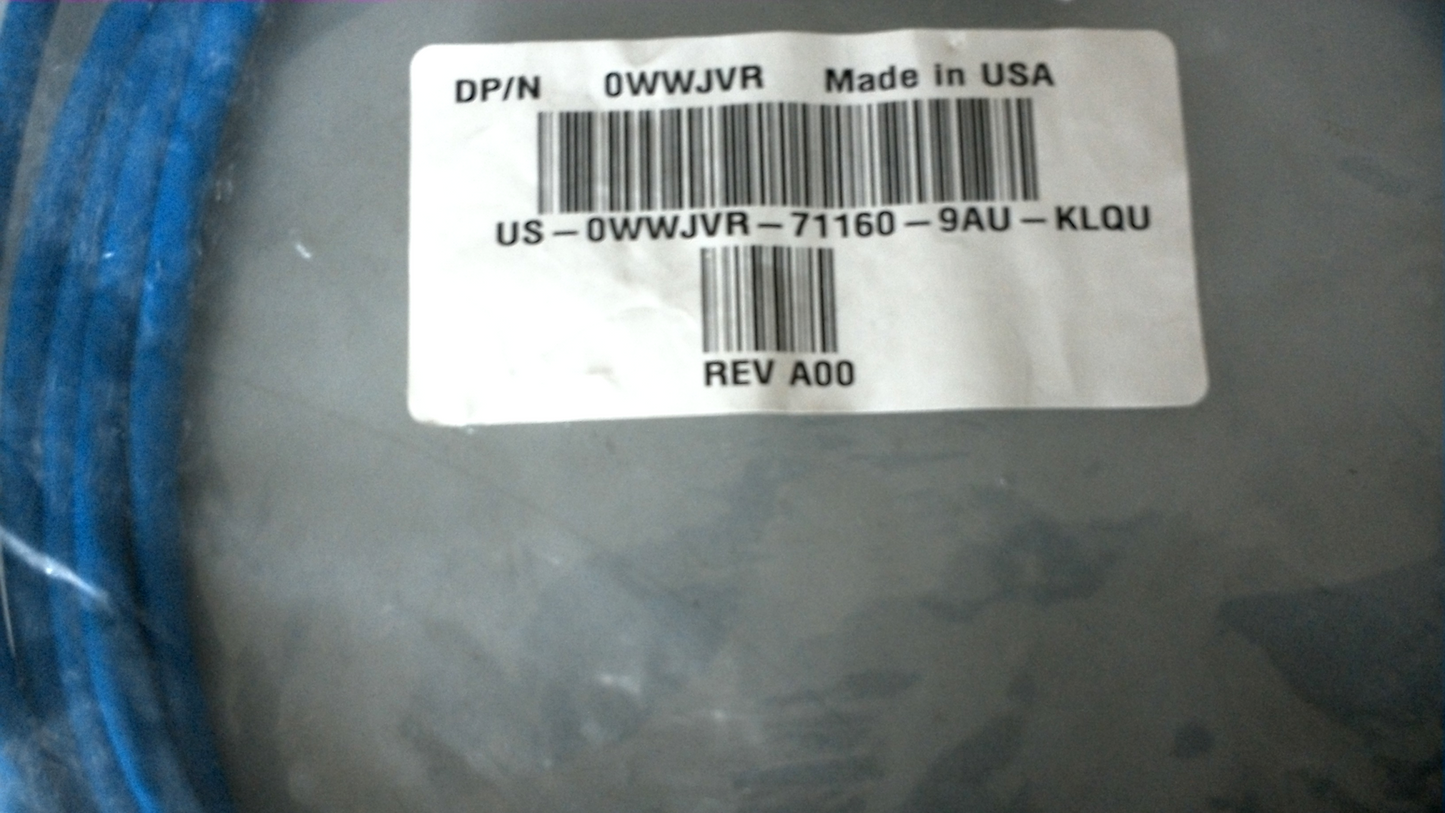 DP/N 0WWJVR Made in USA
US-0WWJVR-71160-9AU-KLQU
REV A00